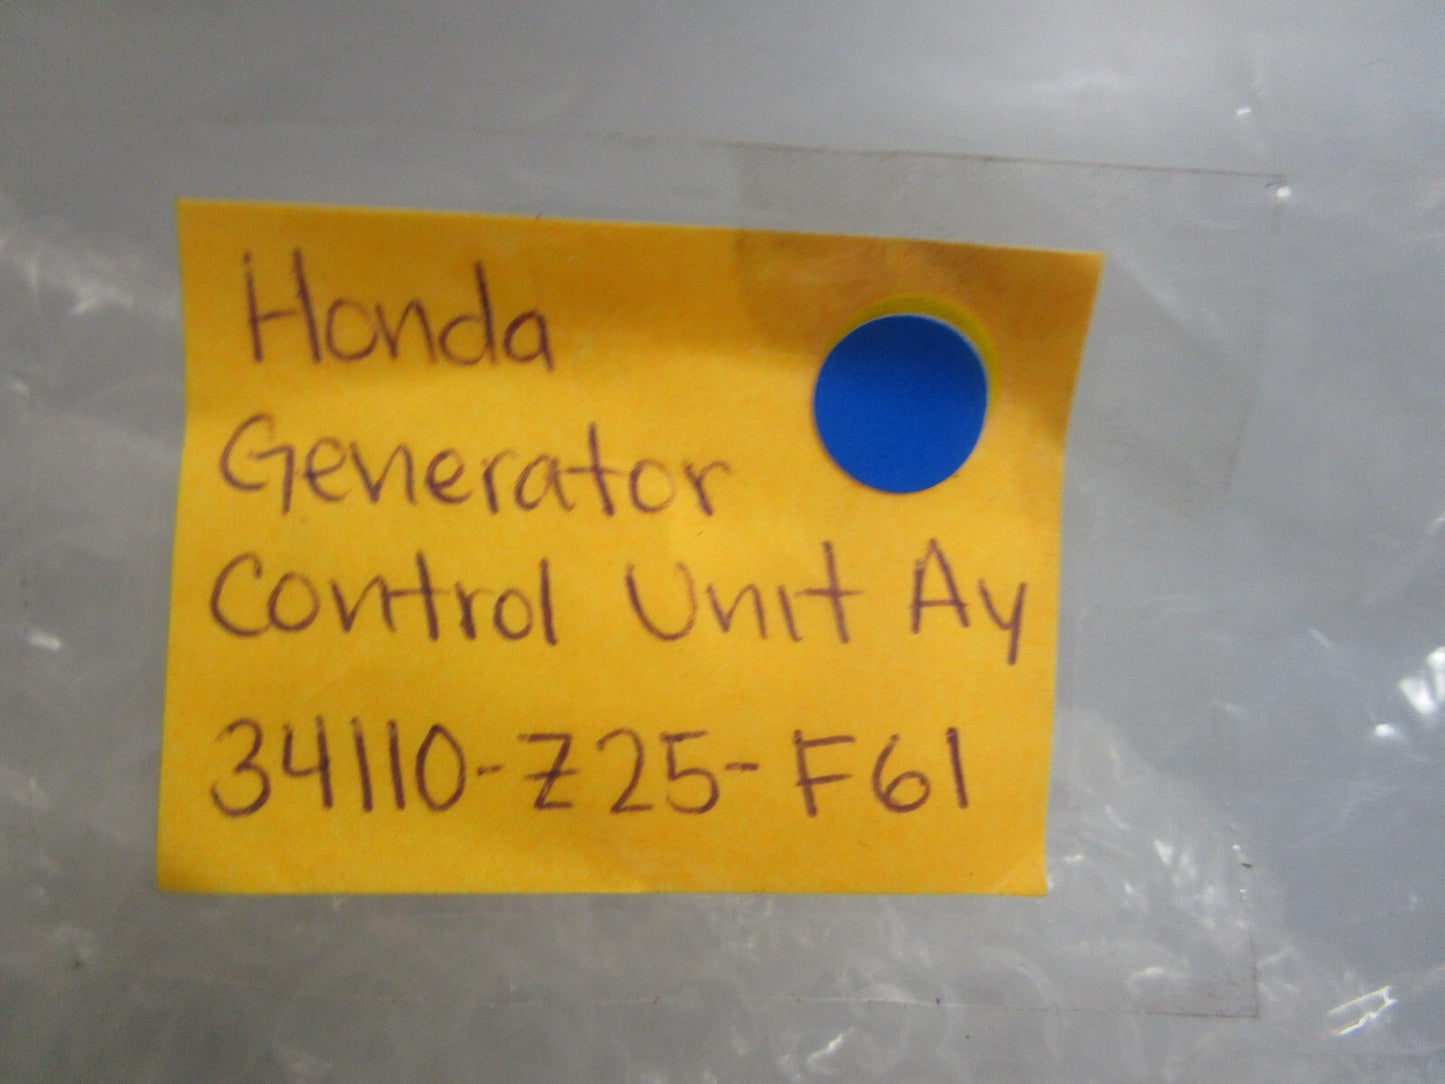 Honda
Generator
Control Unit Ay
34110-Z25-F61